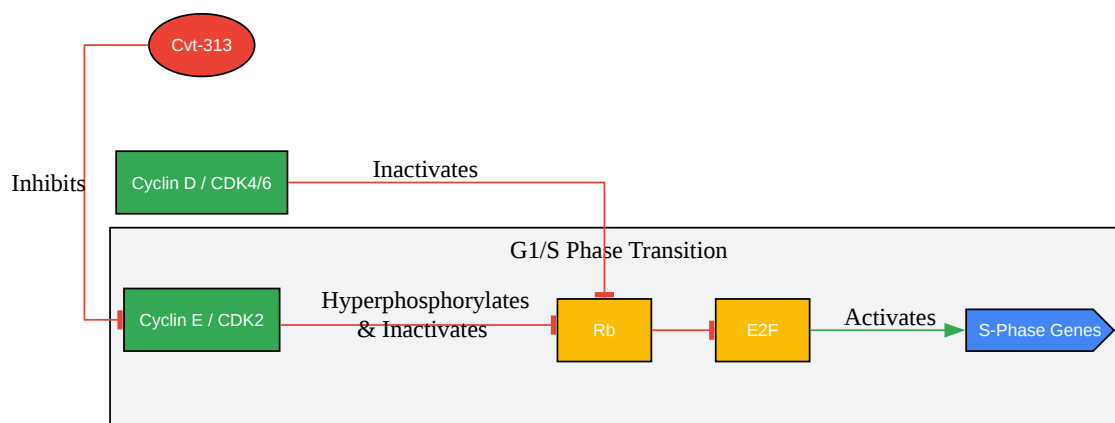 Cvt-313
Inhibits
Cyclin D / CDK4/6
Inactivates
G1/S Phase Transition
Cyclin E / CDK2
Hyperphosphorylates
& Inactivates
Rb
E2F
Activates
S-Phase Genes